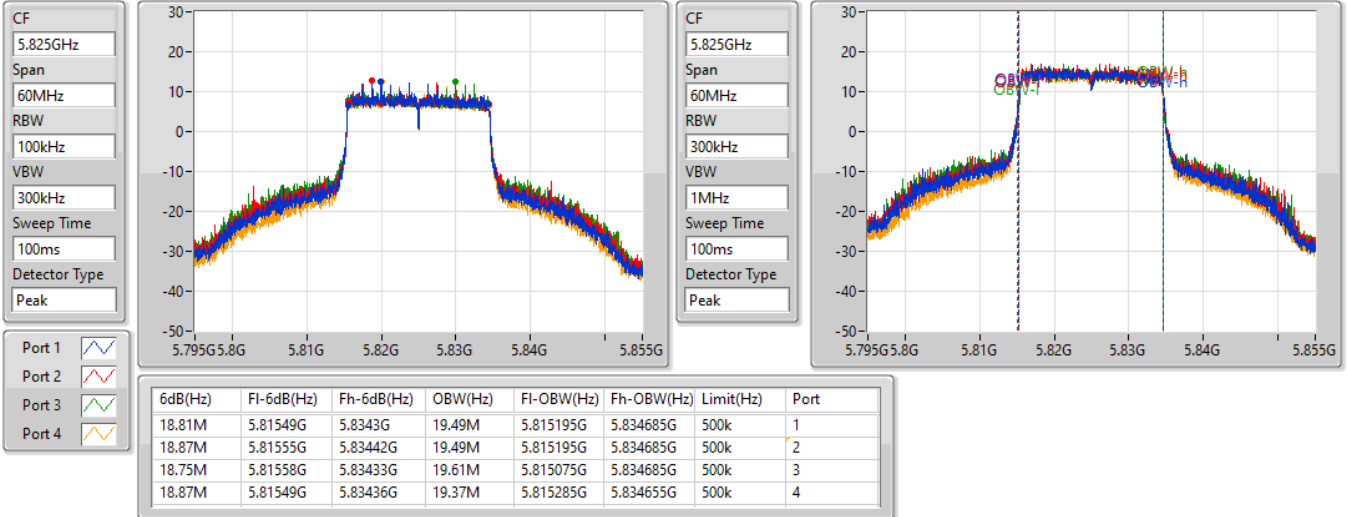 CF
5.825GHz
Span
60MHz
RBW
100kHz
VBW
300kHz
Sweep Time
100ms
Detector Type
Peak
30
20
10
0
-10
-20
-30
-40
-50
5.795G 5.8G 5.81G 5.82G 5.83G 5.84G 5.855G
CF
5.825GHz
Span
60MHz
RBW
300kHz
VBW
1MHz
Sweep Time
100ms
Detector Type
Peak
30
20
10
0
-10
-20
-30
-40
-50
OBW-l
OBW-h
5.795G 5.8G 5.81G 5.82G 5.83G 5.84G 5.855G
Port 1
Port 2
Port 3
Port 4
6dB(Hz) Fl-6dB(Hz) Fh-6dB(Hz) OBW(Hz) Fl-OBW(Hz) Fh-OBW(Hz) Limit(Hz) Port
18.81M 5.81549G 5.8343G 19.49M 5.815195G 5.834685G 500k 1
18.87M 5.81555G 5.83442G 19.49M 5.815195G 5.834685G 500k 2
18.75M 5.81558G 5.83433G 19.61M 5.815075G 5.834685G 500k 3
18.87M 5.81549G 5.83436G 19.37M 5.815285G 5.834655G 500k 4